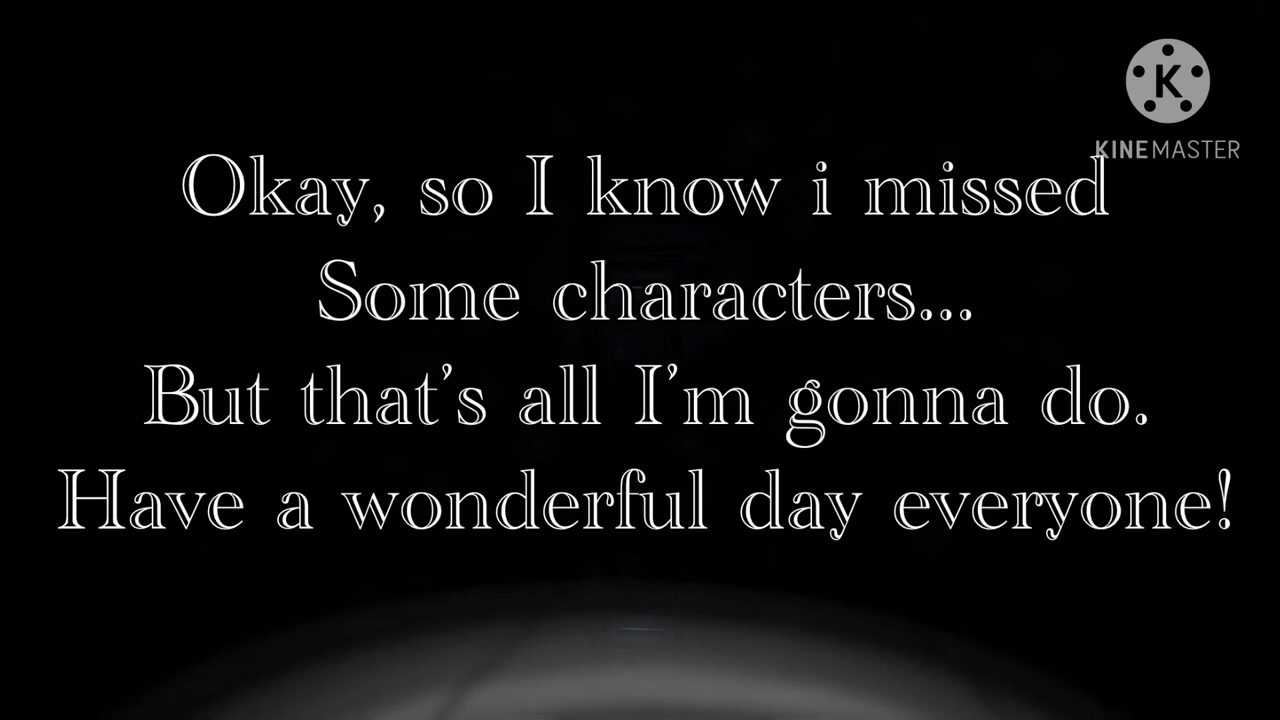 KINEMASTER
Okay, so I know i missed
Some characters...
But that's all I'm gonna do.
Have a wonderful day everyone!